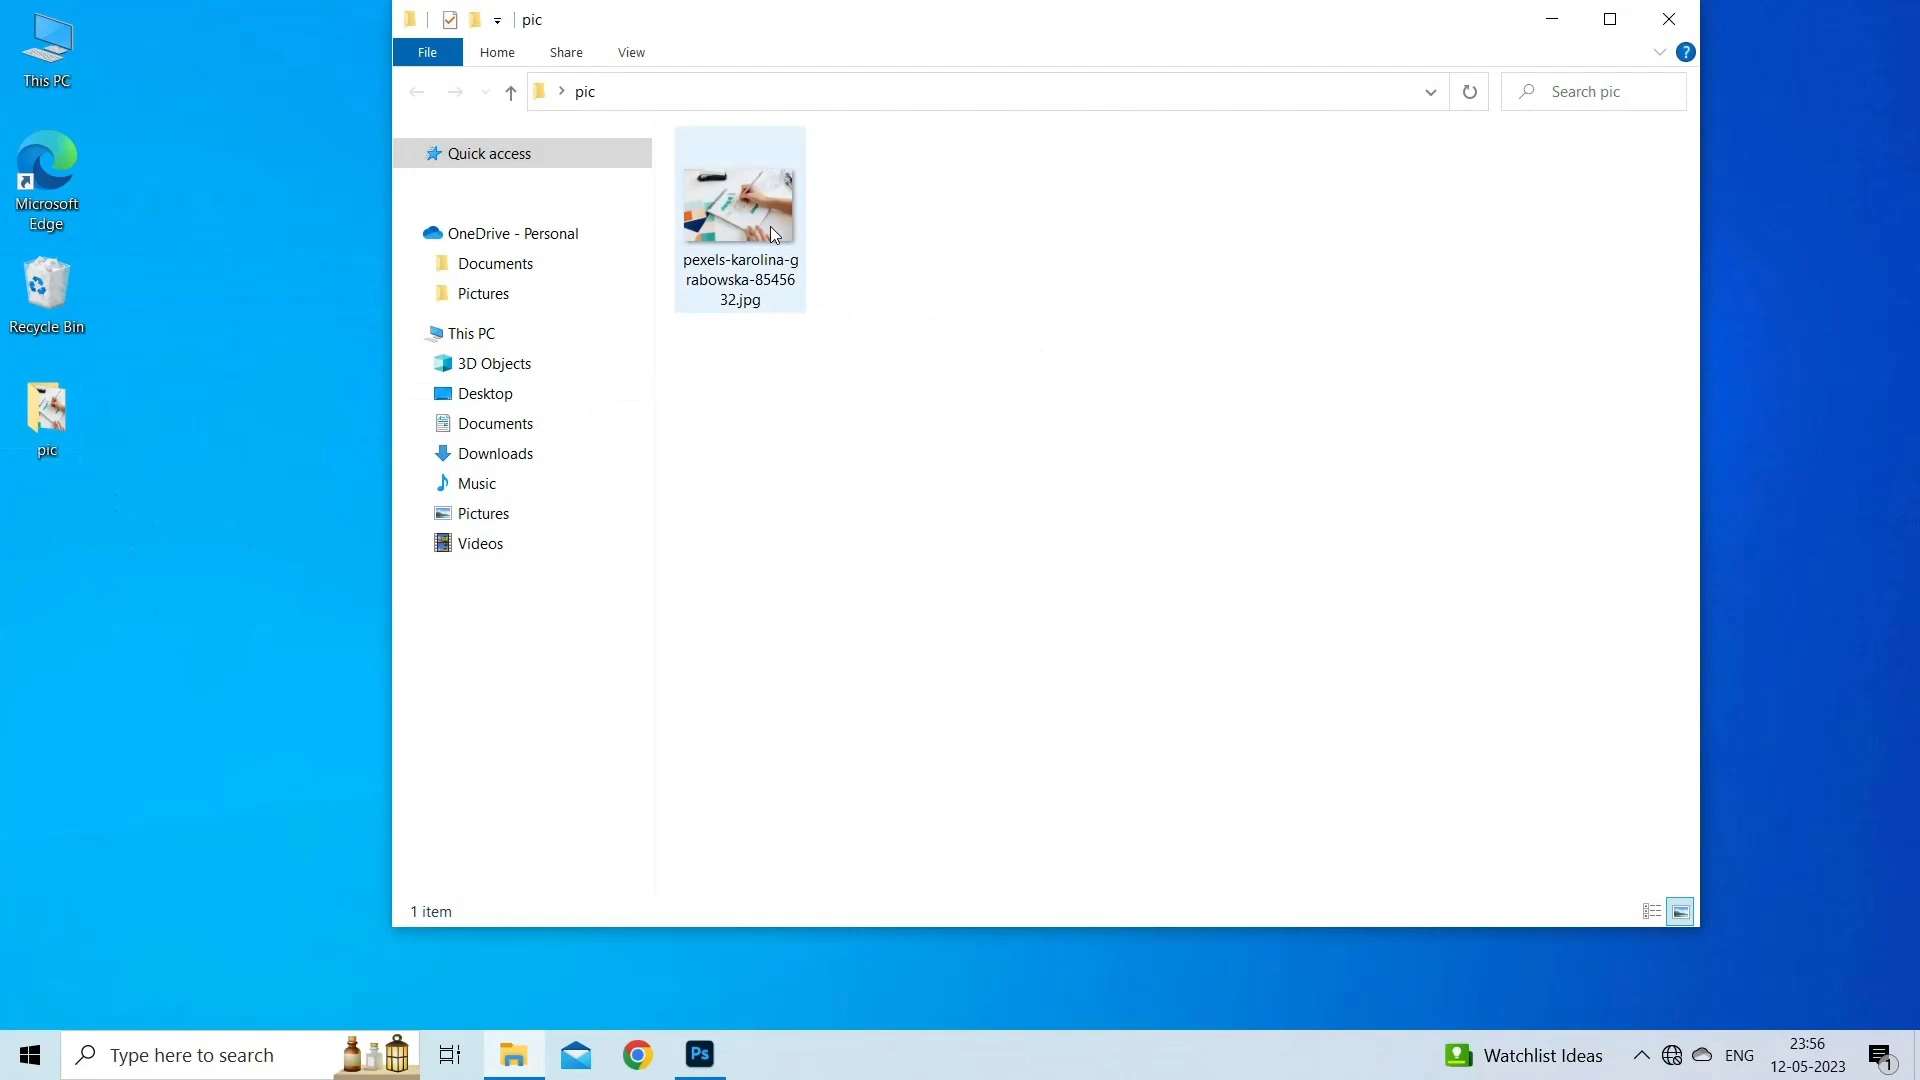 This PC
Microsoft
Edge
Recycle Bin
pic
pic
File
Home
Share
View
?
pic
Search pic
Quick access
OneDrive - Personal
Documents
Pictures
This PC
3D Objects
Desktop
Documents
Downloads
Music
Pictures
Videos
pexels-karolina-g
rabowska-85456
32.jpg
1 item
Type here to search
Ps
Watchlist Ideas
ENG
23:56
12-05-2023
1